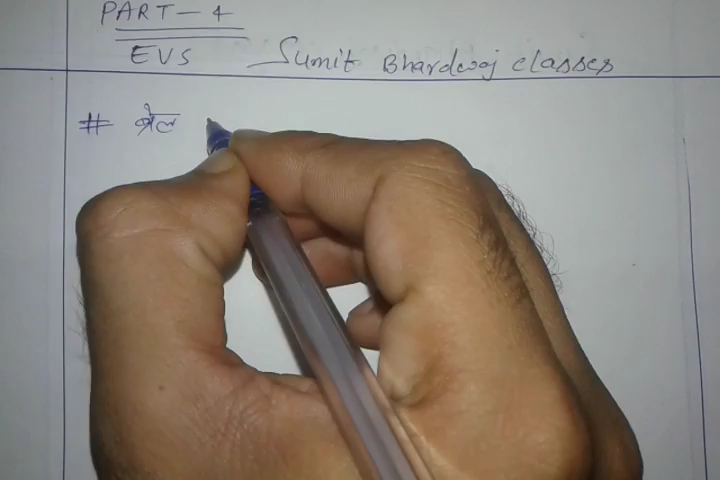 PART - 4
EVS
Sumit Bhardwaj classes
# ब्रेल